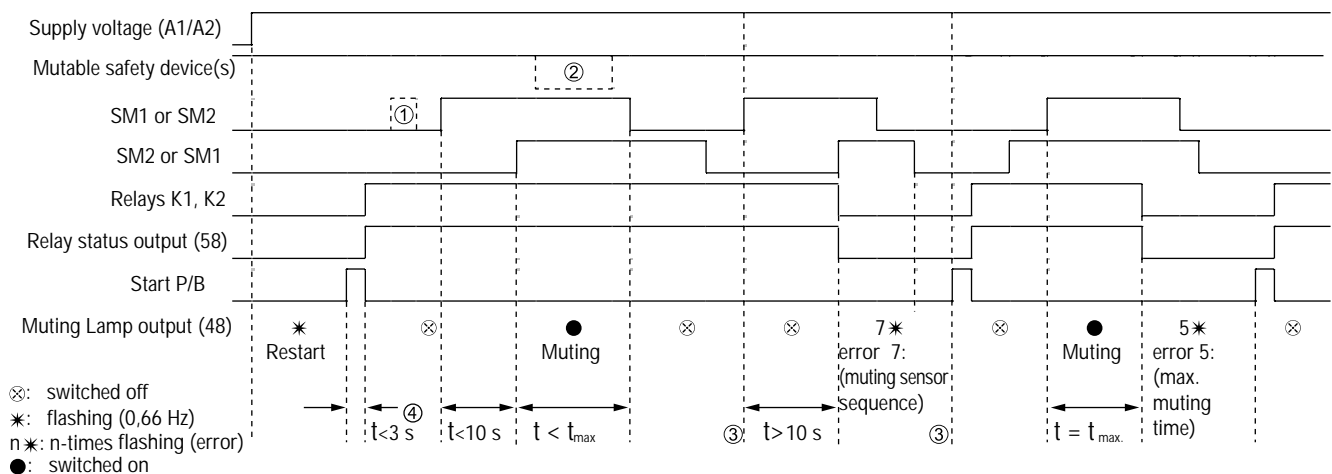 Supply voltage (A1/A2)
Mutable safety device(s)
②
SM1 or SM2
①
SM2 or SM1
Relays K1, K2
Relay status output (58)
Start P/B
Muting Lamp output (48)
✷ ⊗ ● ⊗ ⊗ 7✷ ⊗ ● 5✷ ⊗
Restart
Muting
error 7:
(muting sensor
sequence)
Muting
error 5:
(max.
muting
time)
④
t<3 s
t<10 s
t < tmax
③
t>10 s
③
t = tmax.
⊗: switched off
✷: flashing (0,66 Hz)
n✷: n-times flashing (error)
●: switched on